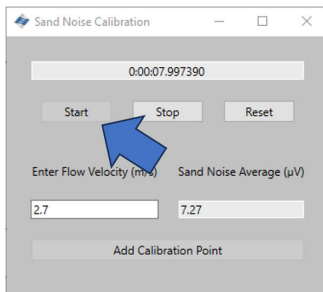 Sand Noise Calibration
0:00:07.997390
Start Stop Reset
Enter Flow Velocity (m/s) Sand Noise Average (µV)
2.7 7.27
Add Calibration Point